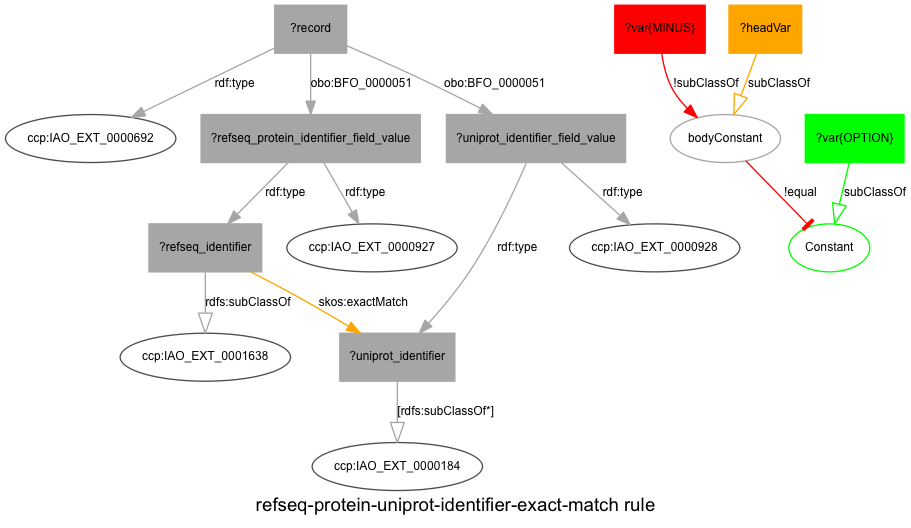 ?record
?var{MINUS}
?headVar
rdf:type
obo:BFO_0000051
obo:BFO_0000051
!subClassOf
subClassOf
ccp:IAO_EXT_0000692
?refseq_protein_identifier_field_value
?uniprot_identifier_field_value
bodyConstant
?var{OPTION}
rdf:type
rdf:type
rdf:type
!equal
subClassOf
?refseq_identifier
ccp:IAO_EXT_0000927
rdf:type
ccp:IAO_EXT_0000928
Constant
rdfs:subClassOf
skos:exactMatch
ccp:IAO_EXT_0001638
?uniprot_identifier
[rdfs:subClassOf*]
ccp:IAO_EXT_0000184
refseq-protein-uniprot-identifier-exact-match rule